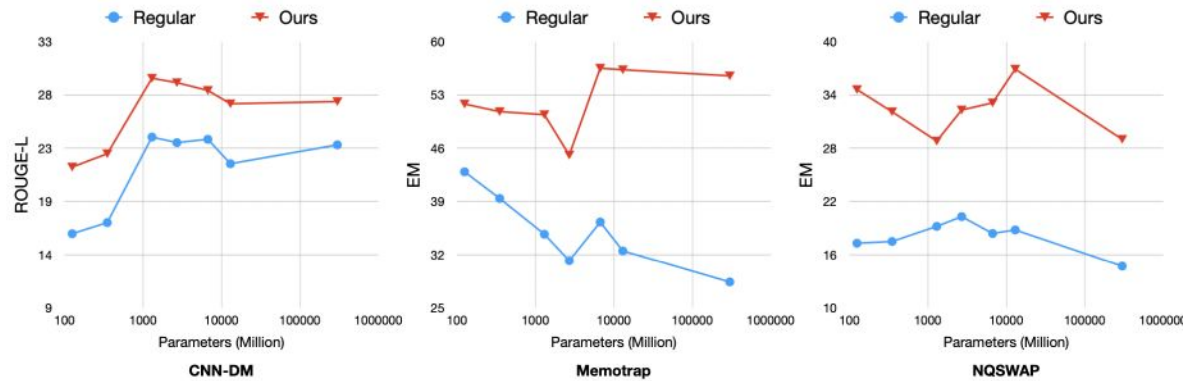 Regular Ours
33
28
23
19
14
9
ROUGE-L
100 1000 10000 100000 1000000
Parameters (Million)
CNN-DM
Regular Ours
60
53
46
39
32
25
EM
100 1000 10000 100000 1000000
Parameters (Million)
Memotrap
Regular Ours
40
34
28
22
16
10
EM
100 1000 10000 100000 1000000
Parameters (Million)
NQSWAP